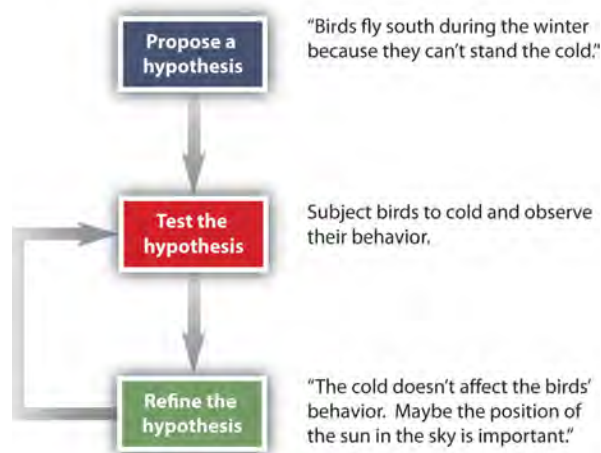 Propose a
hypothesis
"Birds fly south during the winter
because they can't stand the cold."
Test the
hypothesis
Subject birds to cold and observe
their behavior.
Refine the
hypothesis
"The cold doesn't affect the birds'
behavior. Maybe the position of
the sun in the sky is important."